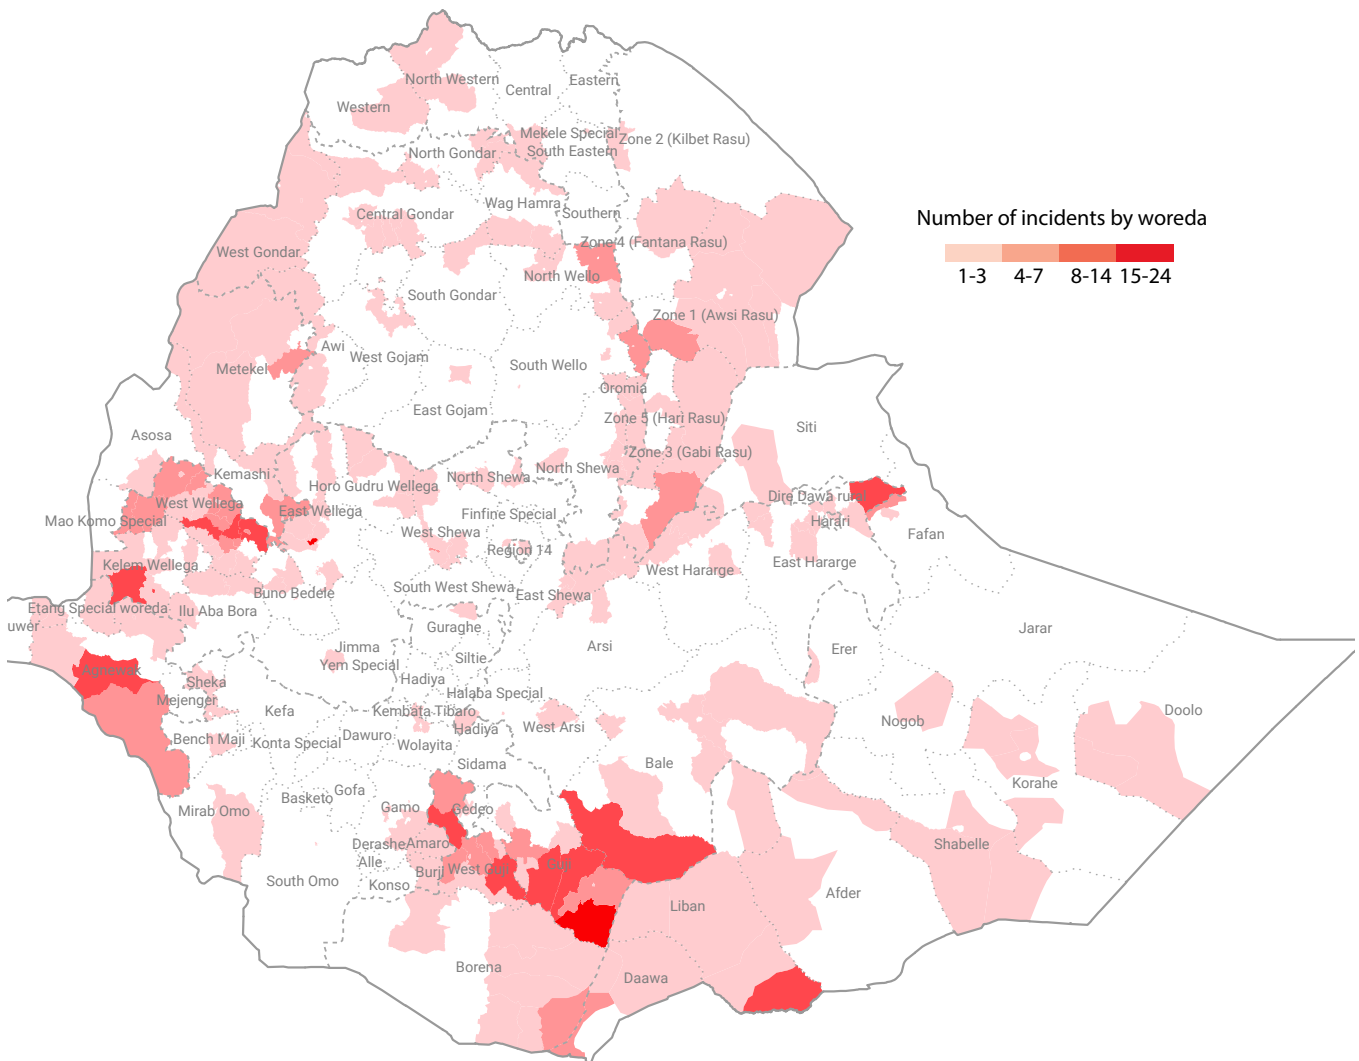 Eastern
North Western
Central
Western
Mekele Special
Zone 2 (Kilbet Rasu)
North Gondar
South Eastern
Wag Hamra
Central Gondar
Southern
Number of incidents by woreda
1-3 4-7 8-14 15-24
Zone 4 (Fantana Rasu)
West Gondar
North Wello
South Gondar
Zone 1 (Awsi Rasu)
Awi
West Gojam
South Wello
Metekel
Oromia
East Gojam
Zone 5 (Hari Rasu)
Siti
Asosa
Zone 3 (Gabi Rasu)
North Shewa
Kemashi
North Shewa
Horo Gudru Wellega
Dire Dawa rural
West Wellega
East Wellega
Finfine Special
Mao Komo Special
Harari
West Shewa
Fafan
Region 14
Kelem Wellega
West Hararge
East Hararge
South West Shewa
Buno Bedele
East Shewa
Etang Special woreda
Ilu Aba Bora
uwer
Guraghe
Jarar
Jimma
Arsi
Erer
Siltie
Yem Special
Agnewak
Hadiya
Sheka
Halaba Special
Mejenger
Kefa
Kembata Tibaro
Doolo
Nogob
West Arsi
Hadiya
Dawuro
Bench Maji
Konta Special
Wolayita
Sidama
Bale
Korahe
Gofa
Basketo
Gamo
Gedeo
Mirab Omo
Derashe
Amaro
Shabelle
Alle
Burji
West Guji
Guji
South Omo
Konso
Afder
Liban
Borena
Daawa